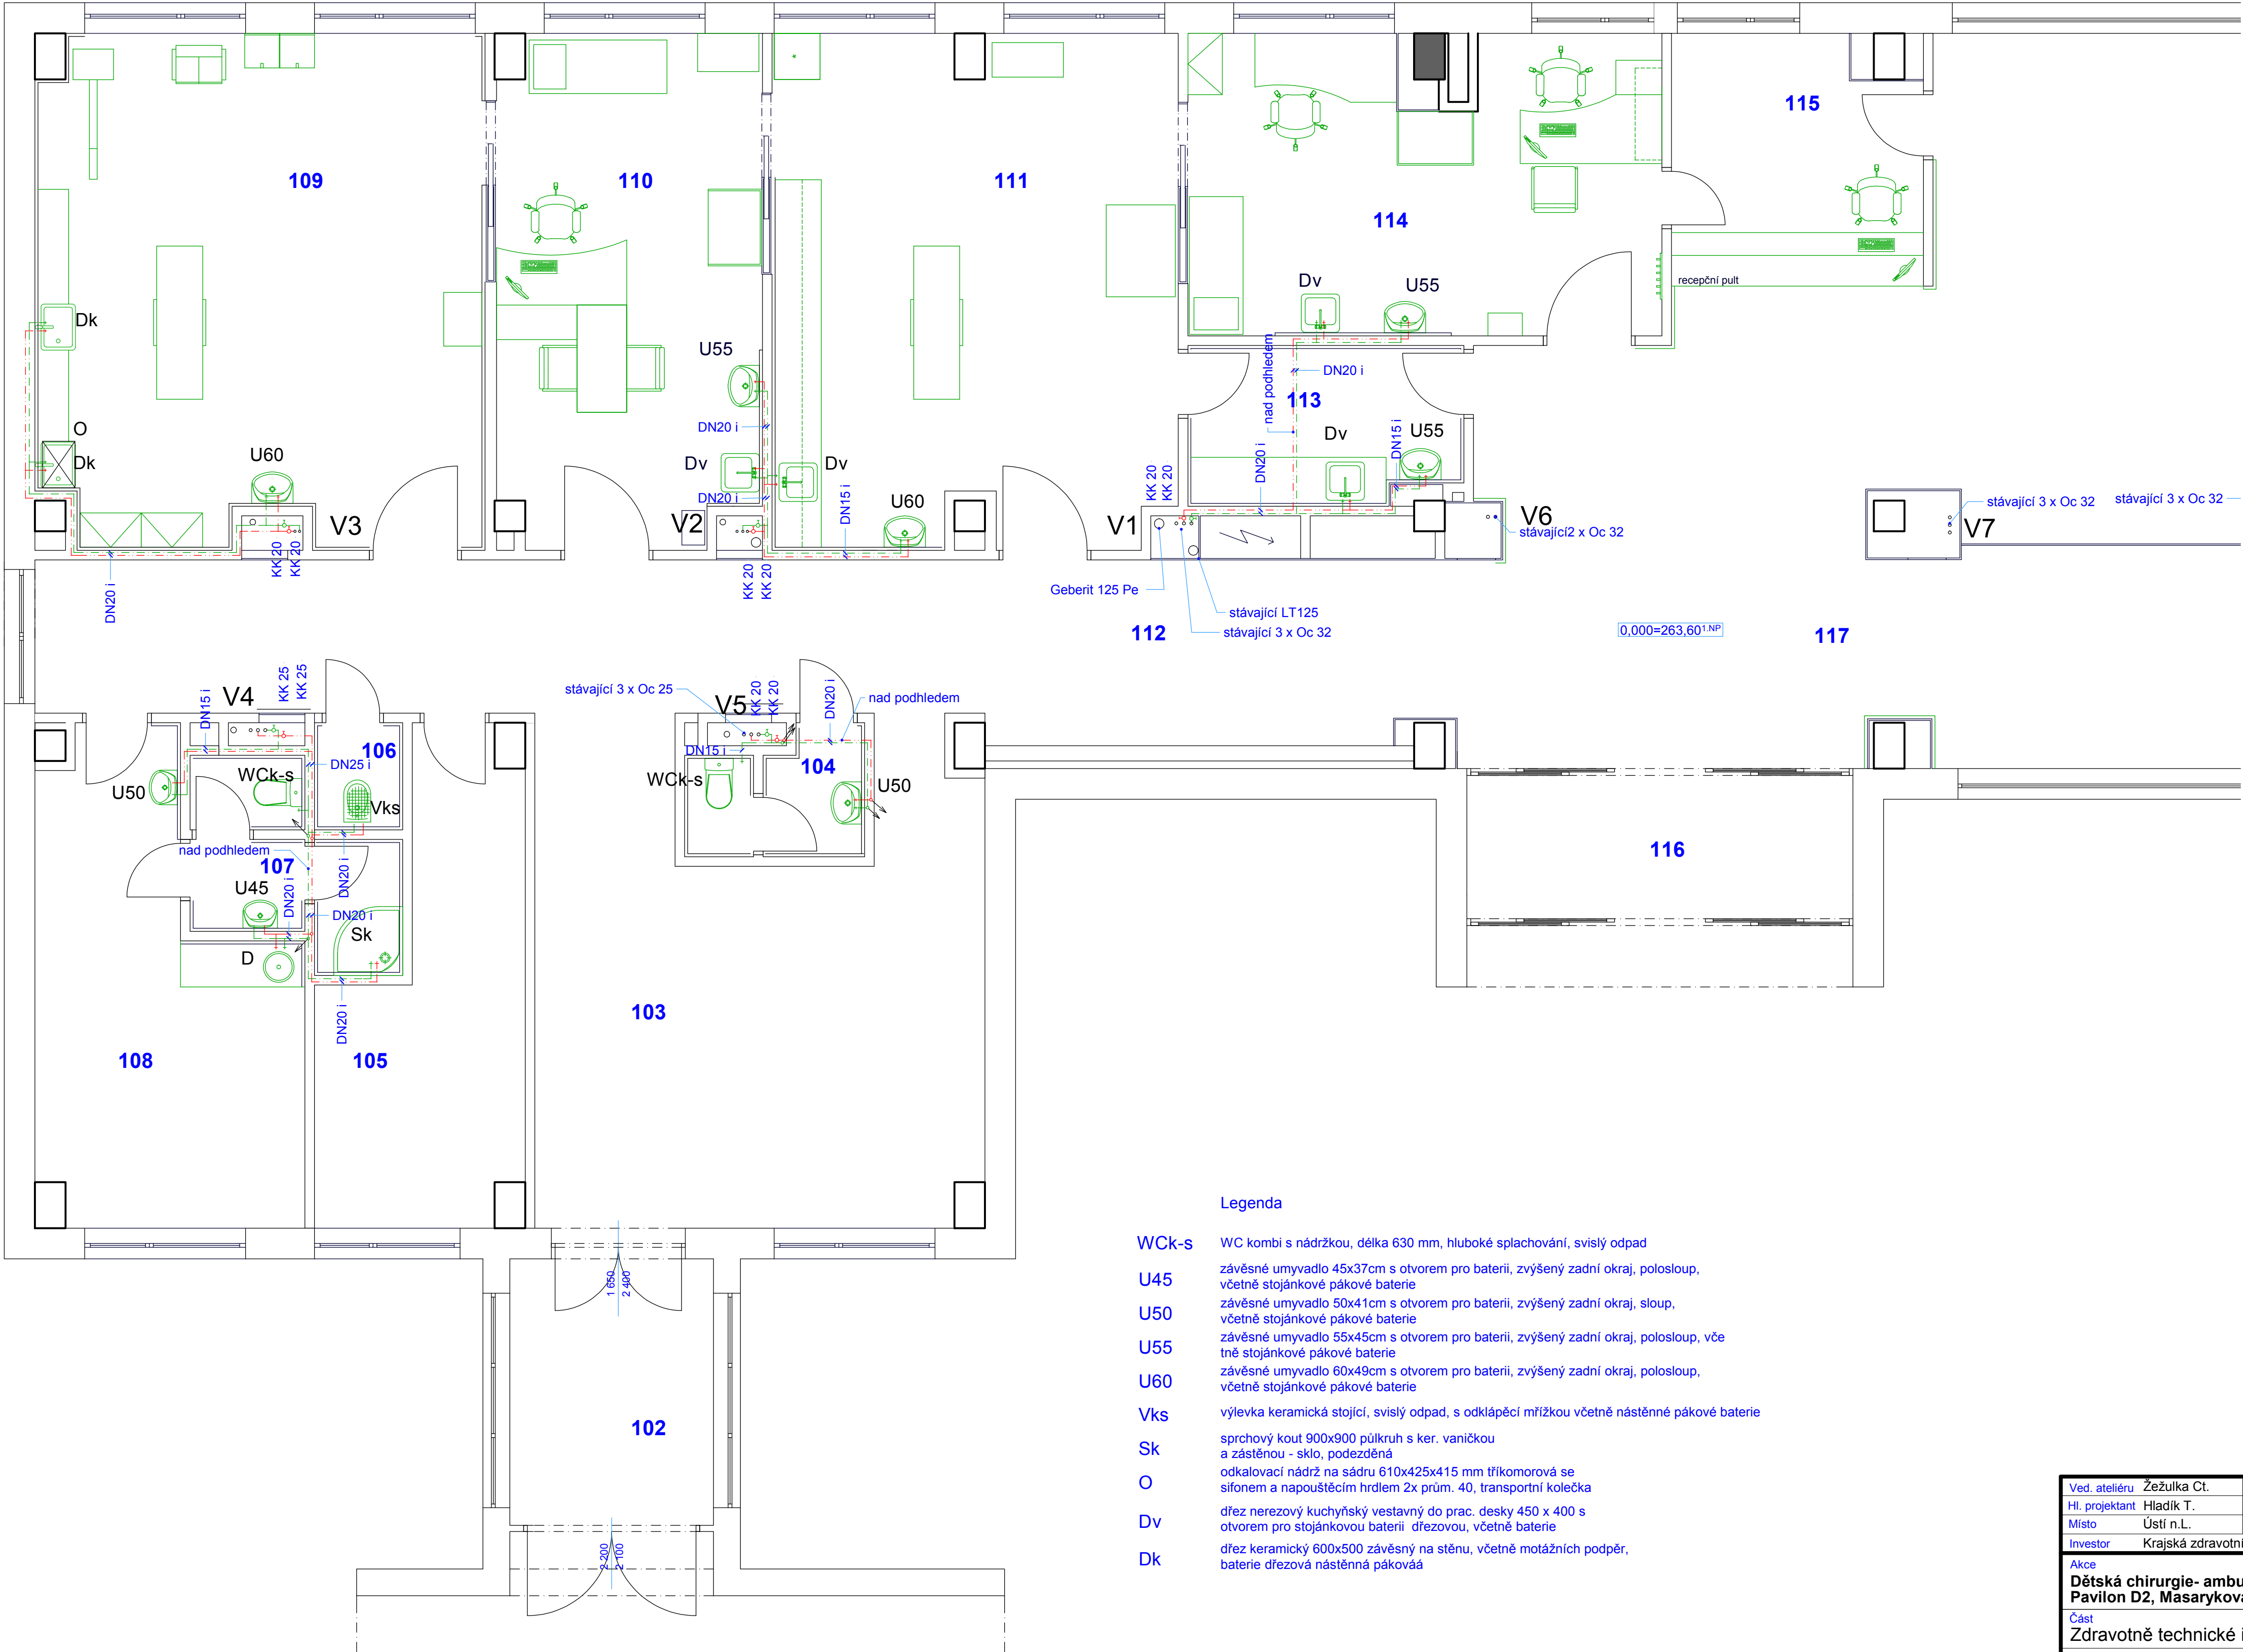 109
110
111
114
115
Dk
O
Dk
U60
V3
KK 20
KK 20
DN20 i
U55
DN20 i
Dv
DN20 i
V2
KK 20
KK 20
Dv
DN15 i
U60
V1
KK 20
KK 20
Dv
U55
recepční pult
nad podhledem
DN20 i
113
Dv
U55
DN15 i
DN20 i
V6
stávající2 x Oc 32
stávající 3 x Oc 32
V7
stávající 3 x Oc 32
Geberit 125 Pe
stávající LT125
stávající 3 x Oc 32
112
0,000=263,601.NP
117
V4
DN15 i
KK 25
KK 25
106
DN25 i
WCk-s
U50
Vks
nad podhledem
107
DN20 i
U45
DN20 i
DN20 i
Sk
D
DN20 i
stávající 3 x Oc 25
V5
KK 20
KK 20
DN20 i
nad podhledem
DN15 i
104
WCk-s
U50
116
103
108
105
1 650
2 400
102
2 200
2 100
Legenda
WCk-s WC kombi s nádržkou, délka 630 mm, hluboké splachování, svislý odpad
U45 závěsné umyvadlo 45x37cm s otvorem pro baterii, zvýšený zadní okraj, polosloup,
včetně stojánkové pákové baterie
U50 závěsné umyvadlo 50x41cm s otvorem pro baterii, zvýšený zadní okraj, sloup,
včetně stojánkové pákové baterie
U55 závěsné umyvadlo 55x45cm s otvorem pro baterii, zvýšený zadní okraj, polosloup, vče
tně stojánkové pákové baterie
U60 závěsné umyvadlo 60x49cm s otvorem pro baterii, zvýšený zadní okraj, polosloup,
včetně stojánkové pákové baterie
Vks výlevka keramická stojící, svislý odpad, s odklápěcí mřížkou včetně nástěnné pákové baterie
Sk sprchový kout 900x900 půlkruh s ker. vaničkou
a zástěnou - sklo, podezděná
O odkalovací nádrž na sádru 610x425x415 mm tříkomorová se
sifonem a napouštěcím hrdlem 2x prům. 40, transportní kolečka
Dv dřez nerezový kuchyňský vestavný do prac. desky 450 x 400 s
otvorem pro stojánkovou baterii dřezovou, včetně baterie
Dk dřez keramický 600x500 závěsný na stěnu, včetně motážních podpěr,
baterie dřezová nástěnná pákováá
Ved. ateliéru Žežulka Ct.
Hl. projektant Hladík T.
Místo Ústí n.L.
Investor Krajská zdravotní
Akce
Dětská chirurgie- ambu
Pavilon D2, Masarykova
Část
Zdravotně technické i